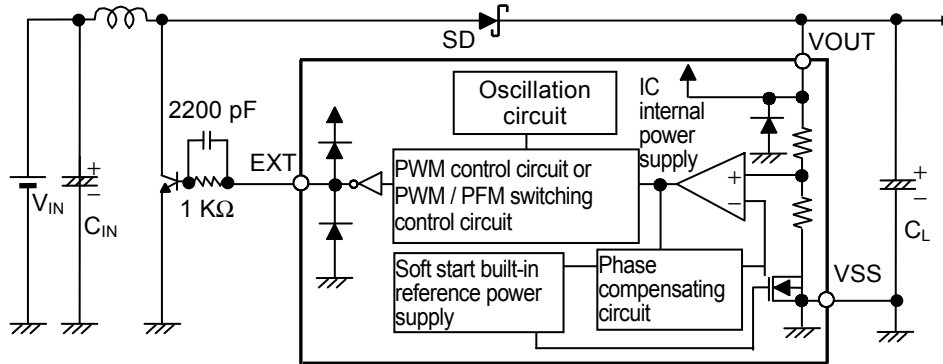 SD
VOUT
Oscillation
circuit
IC
internal
power
supply
2200 pF
EXT
PWM control circuit or
PWM / PFM switching
control circuit
+
−
1 KΩ
+
−
VIN
CIN
+
−
CL
Soft start built-in
reference power
supply
Phase
compensating
circuit
VSS